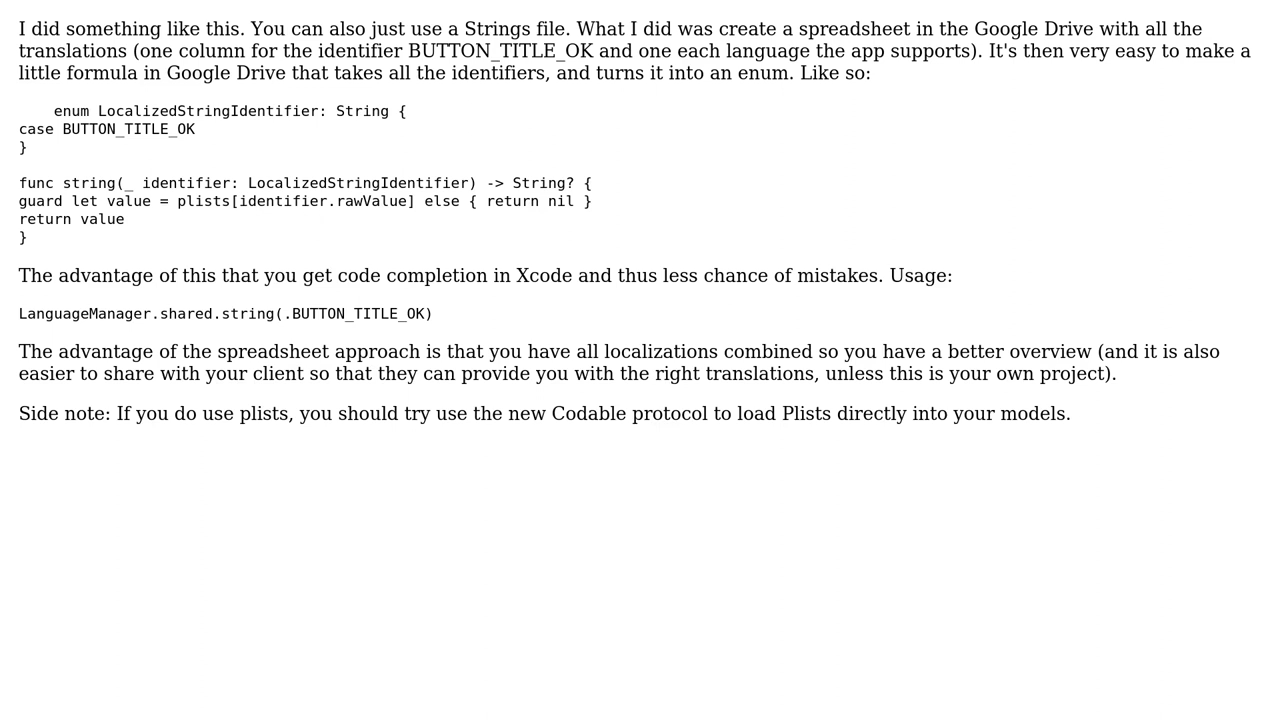 I did something like this. You can also just use a Strings file. What I did was create a spreadsheet in the Google Drive with all the
translations (one column for the identifier BUTTON_TITLE_OK and one each language the app supports). It's then very easy to make a
little formula in Google Drive that takes all the identifiers, and turns it into an enum. Like so:
    enum LocalizedStringIdentifier: String {
case BUTTON_TITLE_OK
}
func string(_ identifier: LocalizedStringIdentifier) -> String? {
guard let value = plists[identifier.rawValue] else { return nil }
return value
}
The advantage of this that you get code completion in Xcode and thus less chance of mistakes. Usage:
LanguageManager.shared.string(.BUTTON_TITLE_OK)
The advantage of the spreadsheet approach is that you have all localizations combined so you have a better overview (and it is also
easier to share with your client so that they can provide you with the right translations, unless this is your own project).
Side note: If you do use plists, you should try use the new Codable protocol to load Plists directly into your models.